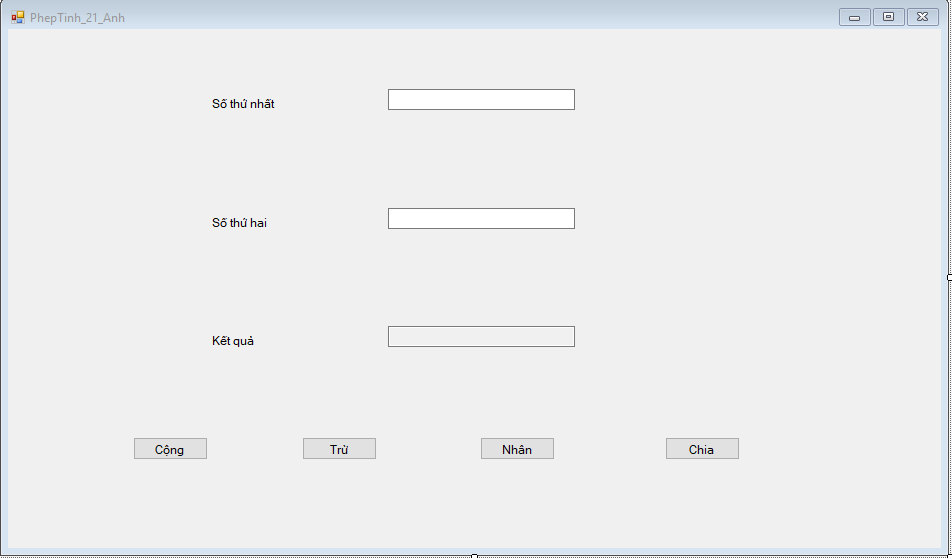 PhepTinh_21_Anh
Số thứ nhất
Số thứ hai
Kết quả
Cộng Trừ Nhân Chia